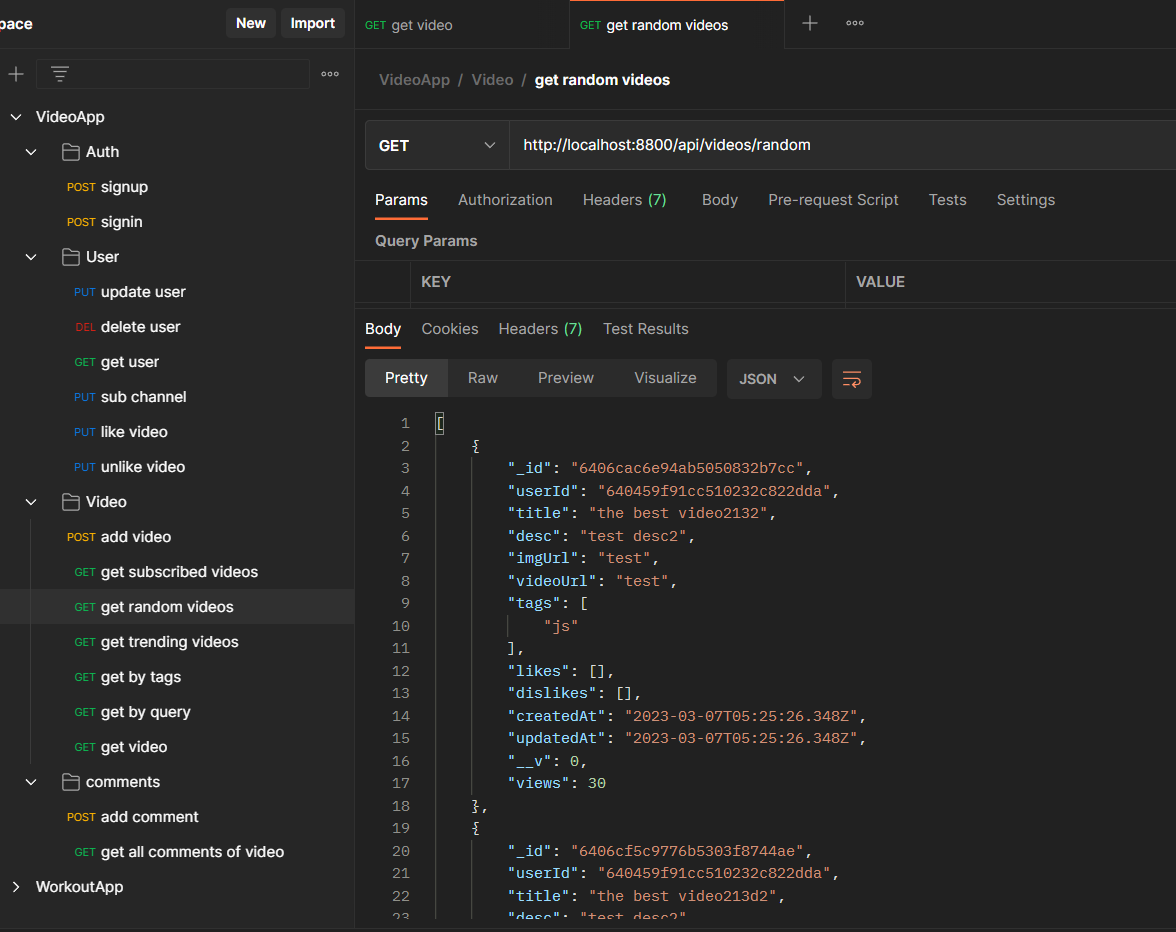 pace
New Import
VideoApp
Auth
POST signup
POST signin
User
PUT update user
DEL delete user
GET get user
PUT sub channel
PUT like video
PUT unlike video
Video
POST add video
GET get subscribed videos
GET get random videos
GET get trending videos
GET get by tags
GET get by query
GET get video
comments
POST add comment
GET get all comments of video
WorkoutApp
GET get video GET get random videos
VideoApp / Video / get random videos
GET http://localhost:8800/api/videos/random
Params Authorization Headers (7) Body Pre-request Script Tests Settings
Query Params
KEY VALUE
Body Cookies Headers (7) Test Results
Pretty Raw Preview Visualize JSON
1 [
2 {
3 "_id": "6406cac6e94ab5050832b7cc",
4 "userId": "640459f91cc510232c822dda",
5 "title": "the best video2132",
6 "desc": "test desc2",
7 "imgUrl": "test",
8 "videoUrl": "test",
9 "tags": [
10 "js"
11 ],
12 "likes": [],
13 "dislikes": [],
14 "createdAt": "2023-03-07T05:25:26.348Z",
15 "updatedAt": "2023-03-07T05:25:26.348Z",
16 "__v": 0,
17 "views": 30
18 },
19 {
20 "_id": "6406cf5c9776b5303f8744ae",
21 "userId": "640459f91cc510232c822dda",
22 "title": "the best video213d2",
23 "desc": "test desc2"